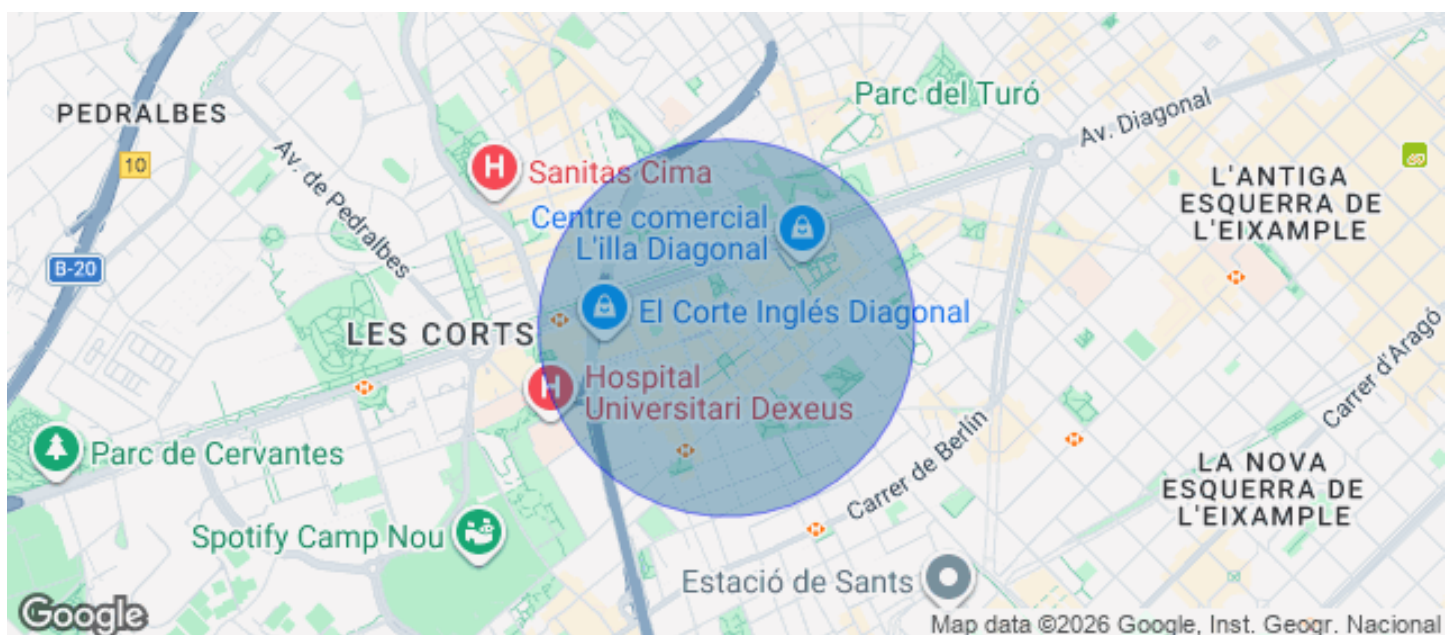 Parc del Turó
Av. Diagonal
PEDRALBES
10
Av. de Pedralbes
Sanitas Cima
L'ANTIGA
ESQUERRA DE
L'EIXAMPLE
Centre comercial
L'illa Diagonal
B-20
El Corte Inglés Diagonal
LES CORTS
Hospital
Universitari Dexeus
Carrer d'Aragó
Parc de Cervantes
Carrer de Berlín
LA NOVA
ESQUERRA DE
L'EIXAMPLE
Spotify Camp Nou
Estació de Sants
Google
Map data ©2026 Google, Inst. Geogr. Nacional